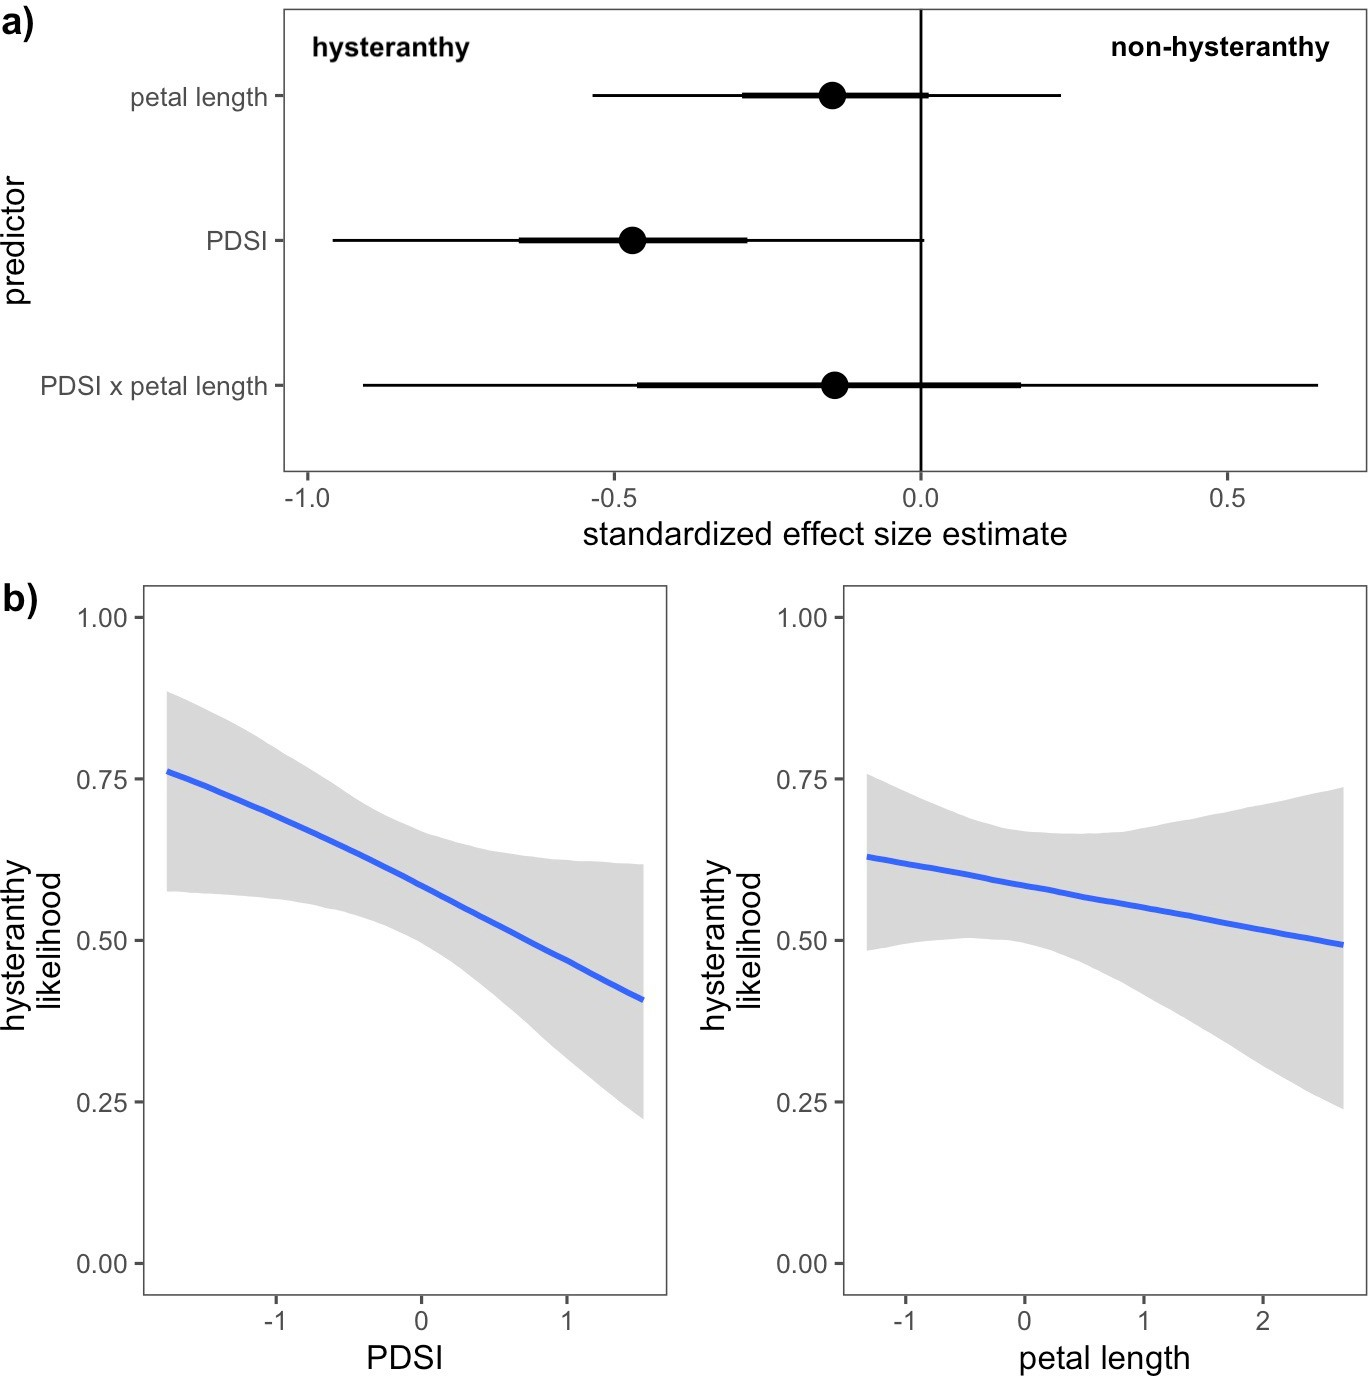 a)
hysteranthy
non-hysteranthy
petal length
PDSI
PDSI x petal length
predictor
-1.0
-0.5
0.0
0.5
standardized effect size estimate
b)
1.00
0.75
0.50
0.25
0.00
hysteranthy
likelihood
-1
0
1
PDSI
1.00
0.75
0.50
0.25
0.00
hysteranthy
likelihood
-1
0
1
2
petal length